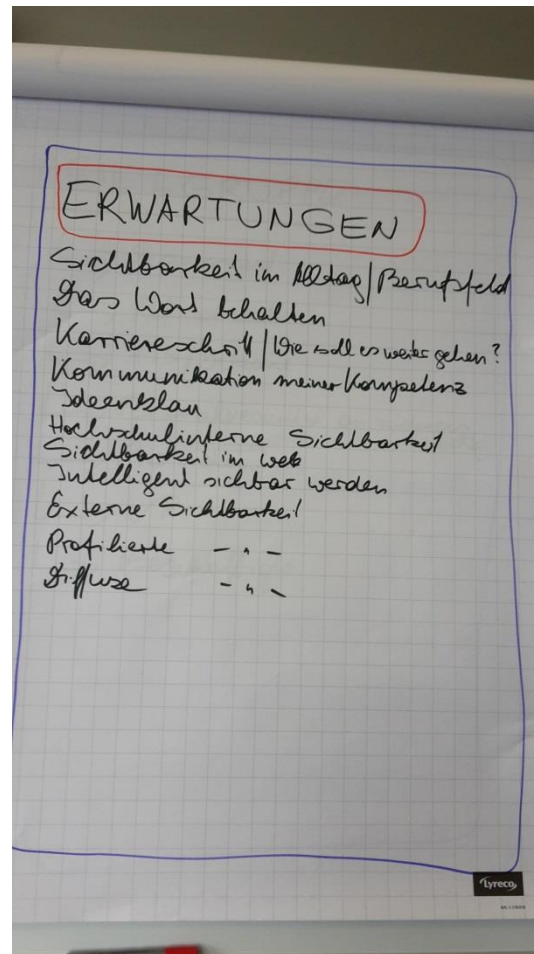 ERWARTUNGEN
Sichtbarkeit im Alltag / Berufsfeld
Das Wort behalten
Karriereschritt / Wie soll es weiter gehen?
Kommunikation meiner Kompetenz
Ideenklau
Hochschulinterne Sichtbarkeit
Sichtbarkeit im web
Intelligent sichtbar werden
Externe Sichtbarkeit
Profilierte - " -
Diffuse - " -
Lyreco